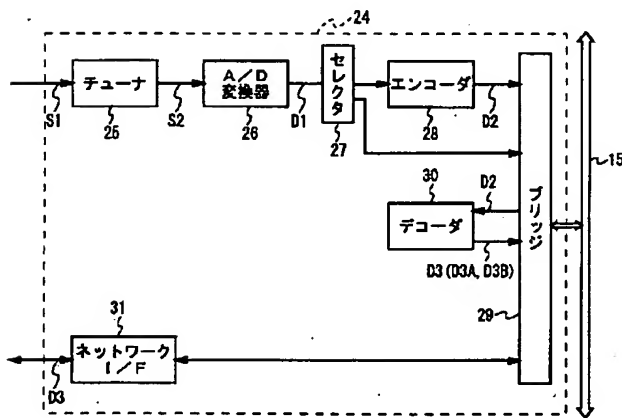 24
チューナ
A/D
変換器
セレクタ
エンコーダ
S1
25
S2
26
D1
27
28
D2
15
30
D2
デコーダ
ブリッジ
D3(D3A, D3B)
29
31
ネットワーク
I/F
D3